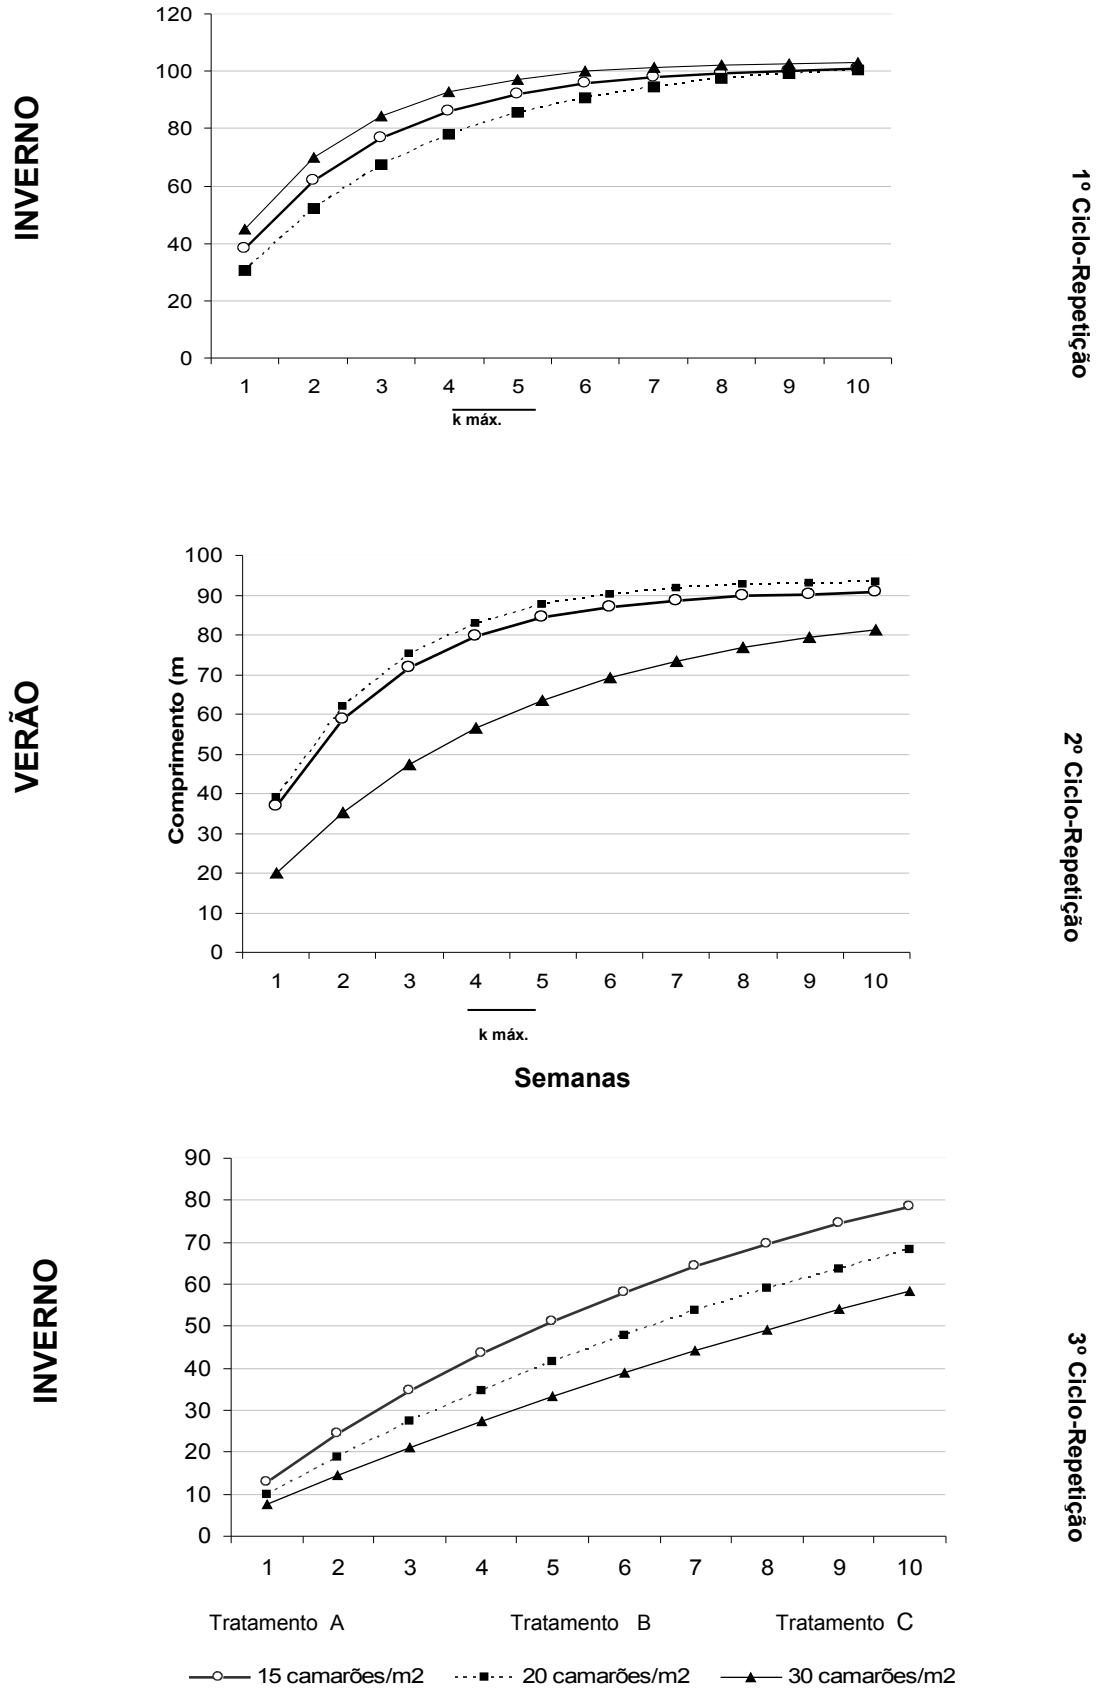 INVERNO
1º Ciclo-Repetição
120
100
80
60
40
20
0
1 2 3 4 5 6 7 8 9 10
k máx.
VERÃO
2º Ciclo-Repetição
Comprimento (m
100
90
80
70
60
50
40
30
20
10
0
1 2 3 4 5 6 7 8 9 10
k máx.
Semanas
INVERNO
3º Ciclo-Repetição
90
80
70
60
50
40
30
20
10
0
1 2 3 4 5 6 7 8 9 10
Tratamento A Tratamento B Tratamento C
15 camarões/m2 20 camarões/m2 30 camarões/m2